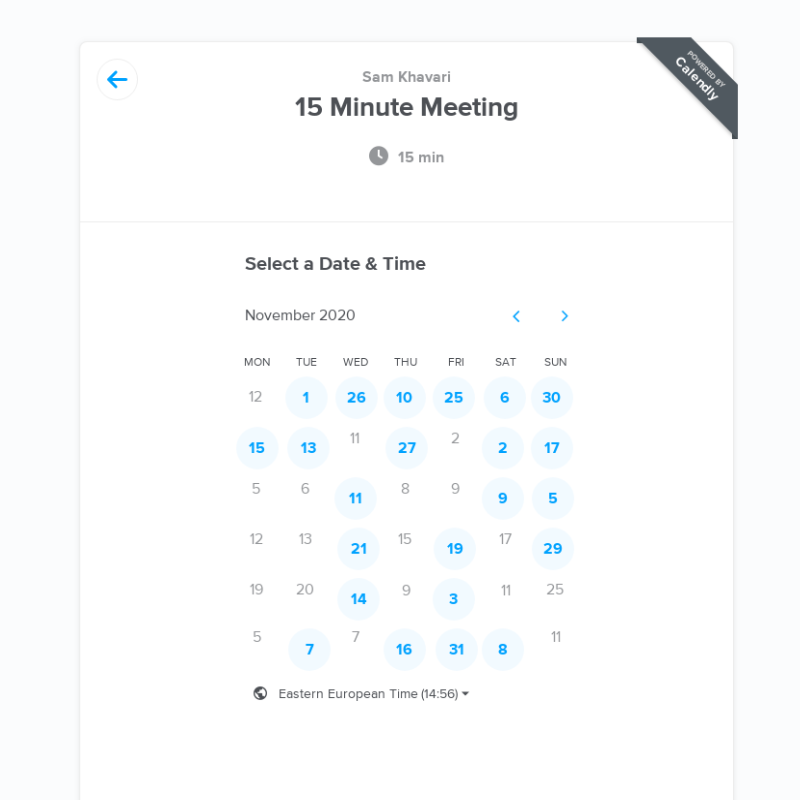 POWERED BY
Calendly
Sam Khavari
15 Minute Meeting
15 min
Select a Date & Time
November 2020
MON TUE WED THU FRI SAT SUN
12 1 26 10 25 6 30
15 13 11 27 2 2 17
5 6 11 8 9 9 5
12 13 21 15 19 17 29
19 20 14 9 3 11 25
5 7 7 16 31 8 11
Eastern European Time (14:56)